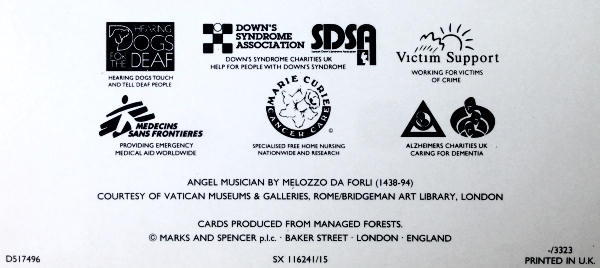 HEARING
DOGS
FOR THE DEAF
HEARING DOGS TOUCH
AND TELL DEAF PEOPLE
DOWN'S
SYNDROME
ASSOCIATION
SDSA
DOWN'S SYNDROME CHARITIES UK
HELP FOR PEOPLE WITH DOWN'S SYNDROME
Victim Support
WORKING FOR VICTIMS
OF CRIME
MEDECINS
SANS FRONTIERES
PROVIDING EMERGENCY
MEDICAL AID WORLDWIDE
MARIE CURIE
CANCER CARE
©
SPECIALISED FREE HOME NURSING
NATIONWIDE AND RESEARCH
ALZHEIMERS CHARITIES UK
CARING FOR DEMENTIA
ANGEL MUSICIAN BY MELOZZO DA FORLI (1438-94)
COURTESY OF VATICAN MUSEUMS & GALLERIES, ROME/BRIDGEMAN ART LIBRARY, LONDON
CARDS PRODUCED FROM MANAGED FORESTS.
© MARKS AND SPENCER p.l.c. · BAKER STREET · LONDON · ENGLAND
D517496
SX 116241/15
-/3323
PRINTED IN U.K.